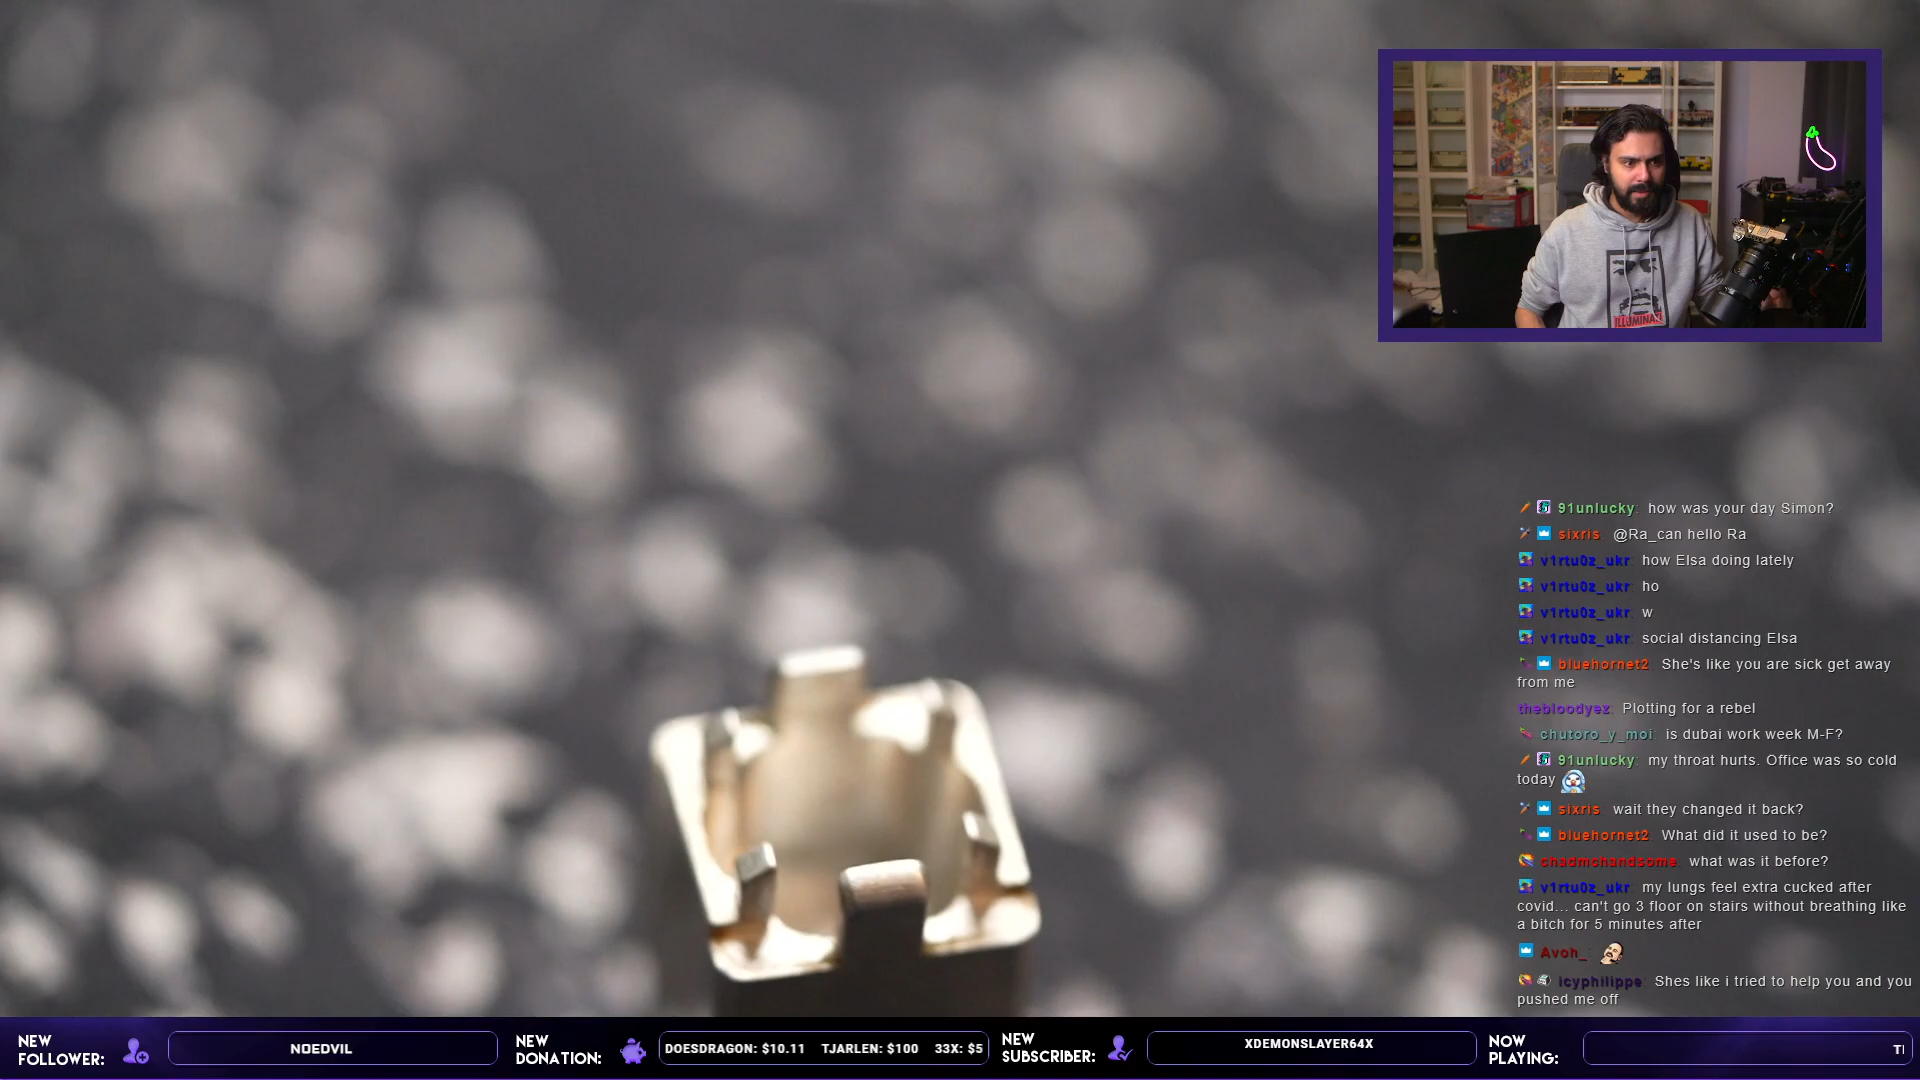 ILLUMINATI
91unlucky: how was your day Simon?
sixris @Ra_can hello Ra
v1rtu0z_ukr: how Elsa doing lately
v1rtu0z_ukr: ho
v1rtu0z_ukr: w
v1rtu0z_ukr: social distancing Elsa
bluehornet2 She's like you are sick get away
from me
thebloodyez: Plotting for a rebel
chutoro_y_moi: is dubai work week M-F?
91unlucky: my throat hurts. Office was so cold
today
sixris wait they changed it back?
bluehornet2 What did it used to be?
chadmchandsome what was it before?
v1rtu0z_ukr: my lungs feel extra cucked after
covid... can't go 3 floor on stairs without breathing like
a bitch for 5 minutes after
Avoh_:
icyphilippe: Shes like i tried to help you and you
pushed me off
NEW
FOLLOWER:
NOEDVIL
NEW
DONATION:
DOESDRAGON: $10.11 TJARLEN: $100 33X: $5
NEW
SUBSCRIBER:
XDEMONSLAYER64X
NOW
PLAYING: